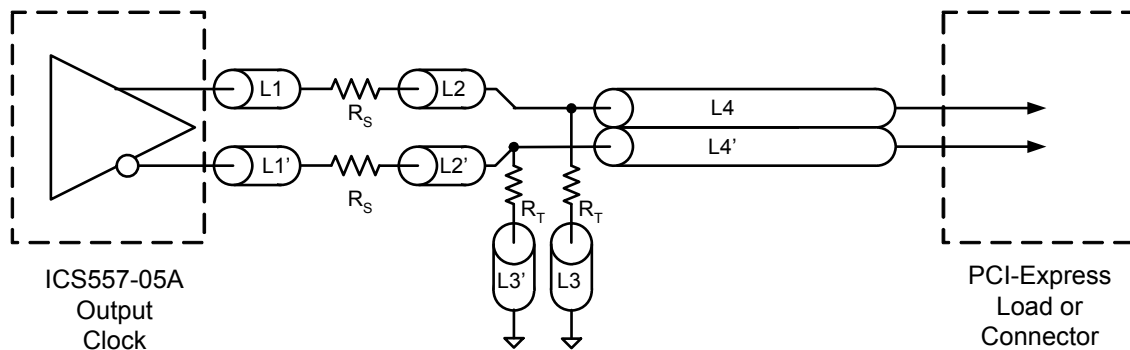 L1
R_S
L2
L4
L1’
R_S
L2’
L4’
R_T
R_T
L3’
L3
ICS557-05A
Output
Clock
PCI-Express
Load or
Connector